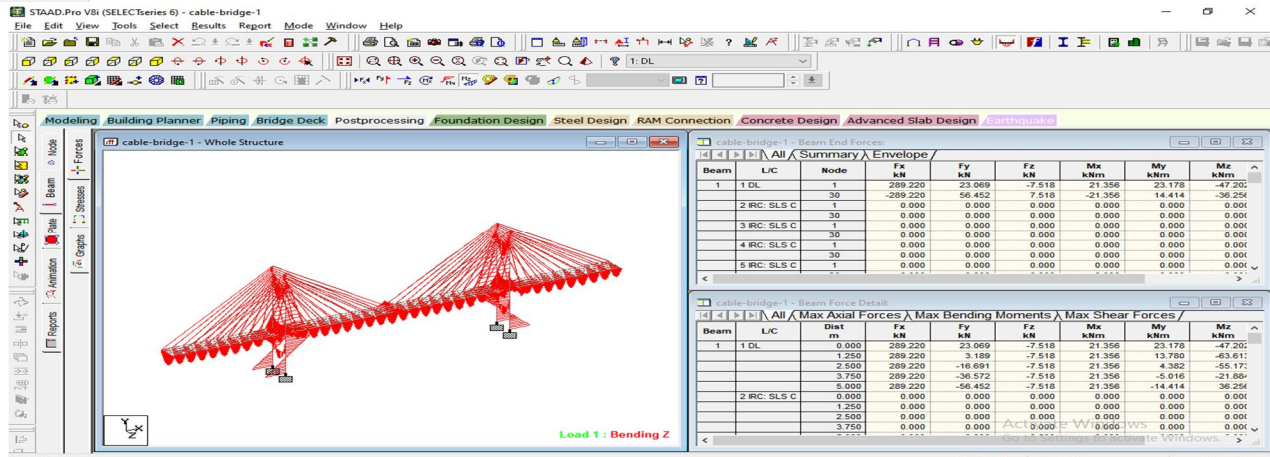 STAAD.Pro V8i (SELECTseries 6) - cable-bridge-1
File Edit View Tools Select Results Report Mode Window Help
1: DL
Modeling Building Planner Piping Bridge Deck Postprocessing Foundation Design Steel Design RAM Connection Concrete Design Advanced Slab Design Earthquake
Node
Beam
Plate
Animation
Reports
Forces
Stresses
Graphs
cable-bridge-1 - Whole Structure
Y
X
Z
Load 1 : Bending Z
cable-bridge-1 - Beam End Forces:
All Summary Envelope
Beam L/C Node Fx kN Fy kN Fz kN Mx kNm My kNm Mz kNm
1 1 DL 1 289.220 23.069 -7.518 21.356 23.178 -47.202
30 -289.220 56.452 7.518 -21.356 14.414 -36.256
2 IRC: SLS C 1 0.000 0.000 0.000 0.000 0.000 0.000
30 0.000 0.000 0.000 0.000 0.000 0.000
3 IRC: SLS C 1 0.000 0.000 0.000 0.000 0.000 0.000
30 0.000 0.000 0.000 0.000 0.000 0.000
4 IRC: SLS C 1 0.000 0.000 0.000 0.000 0.000 0.000
30 0.000 0.000 0.000 0.000 0.000 0.000
5 IRC: SLS C 1 0.000 0.000 0.000 0.000 0.000 0.000
cable-bridge-1 - Beam Force Detail:
All Max Axial Forces Max Bending Moments Max Shear Forces
Beam L/C Dist m Fx kN Fy kN Fz kN Mx kNm My kNm Mz kNm
1 1 DL 0.000 289.220 23.069 -7.518 21.356 23.178 -47.202
1.250 289.220 3.189 -7.518 21.356 13.780 -63.613
2.500 289.220 -16.691 -7.518 21.356 4.382 -55.173
3.750 289.220 -36.572 -7.518 21.356 -5.016 -21.884
5.000 289.220 -56.452 -7.518 21.356 -14.414 36.256
2 IRC: SLS C 0.000 0.000 0.000 0.000 0.000 0.000 0.000
1.250 0.000 0.000 0.000 0.000 0.000 0.000
2.500 0.000 0.000 0.000 0.000 0.000 0.000
3.750 0.000 0.000 0.000 0.000 0.000 0.000
Activate Windows
Go to Settings to activate Windows.